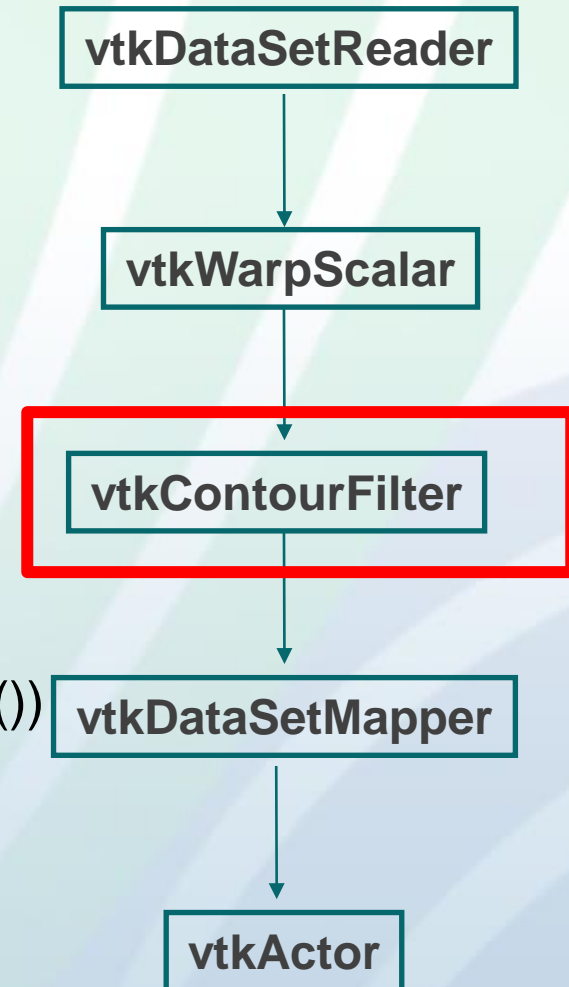 vtkDataSetReader
vtkWarpScalar
vtkContourFilter
()) vtkDataSetMapper
vtkActor